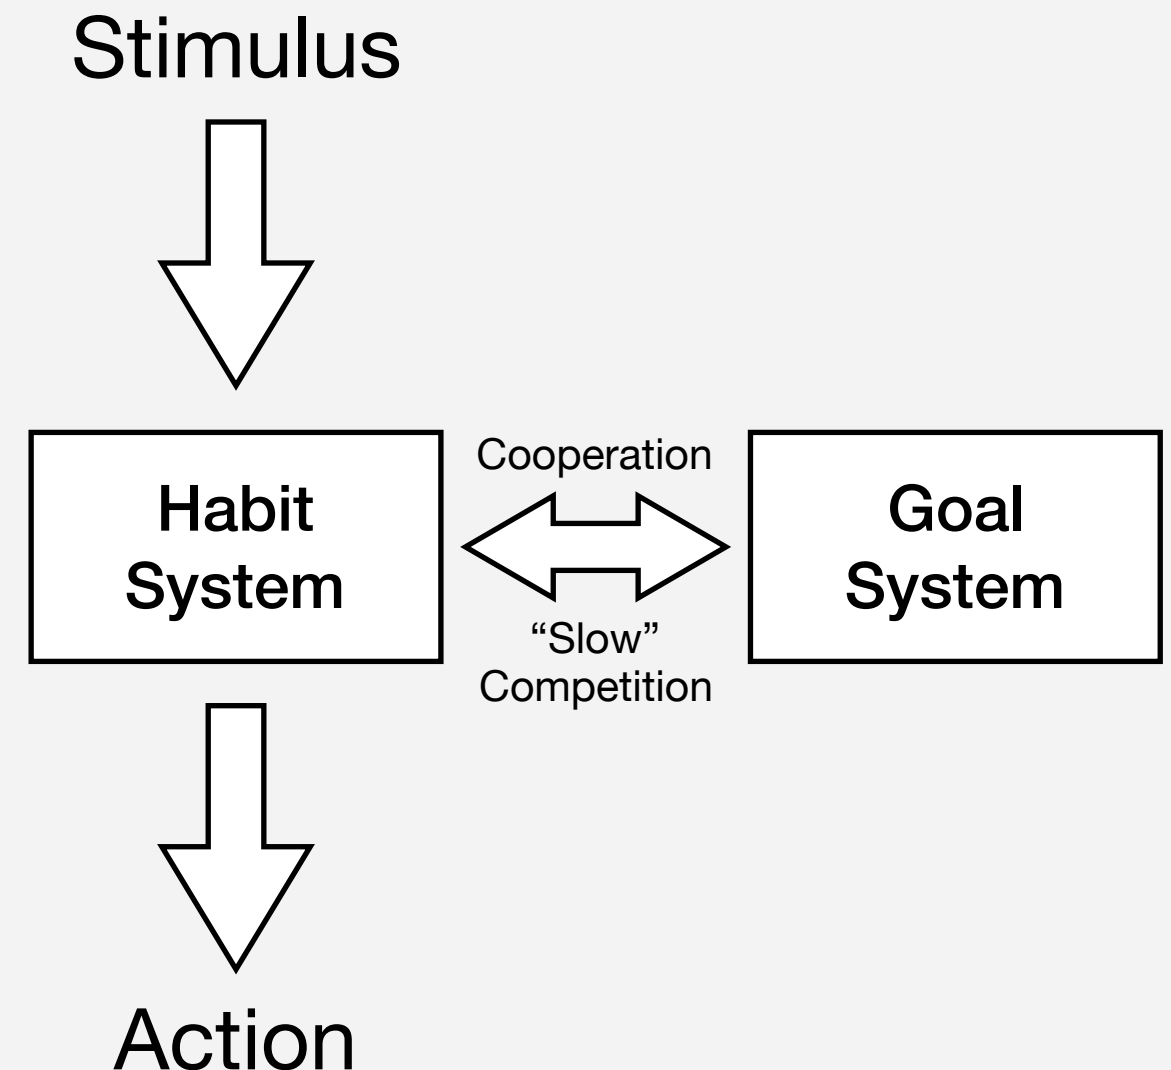 Stimulus
Cooperation
Habit
System
Goal
System
“Slow”
Competition
Action